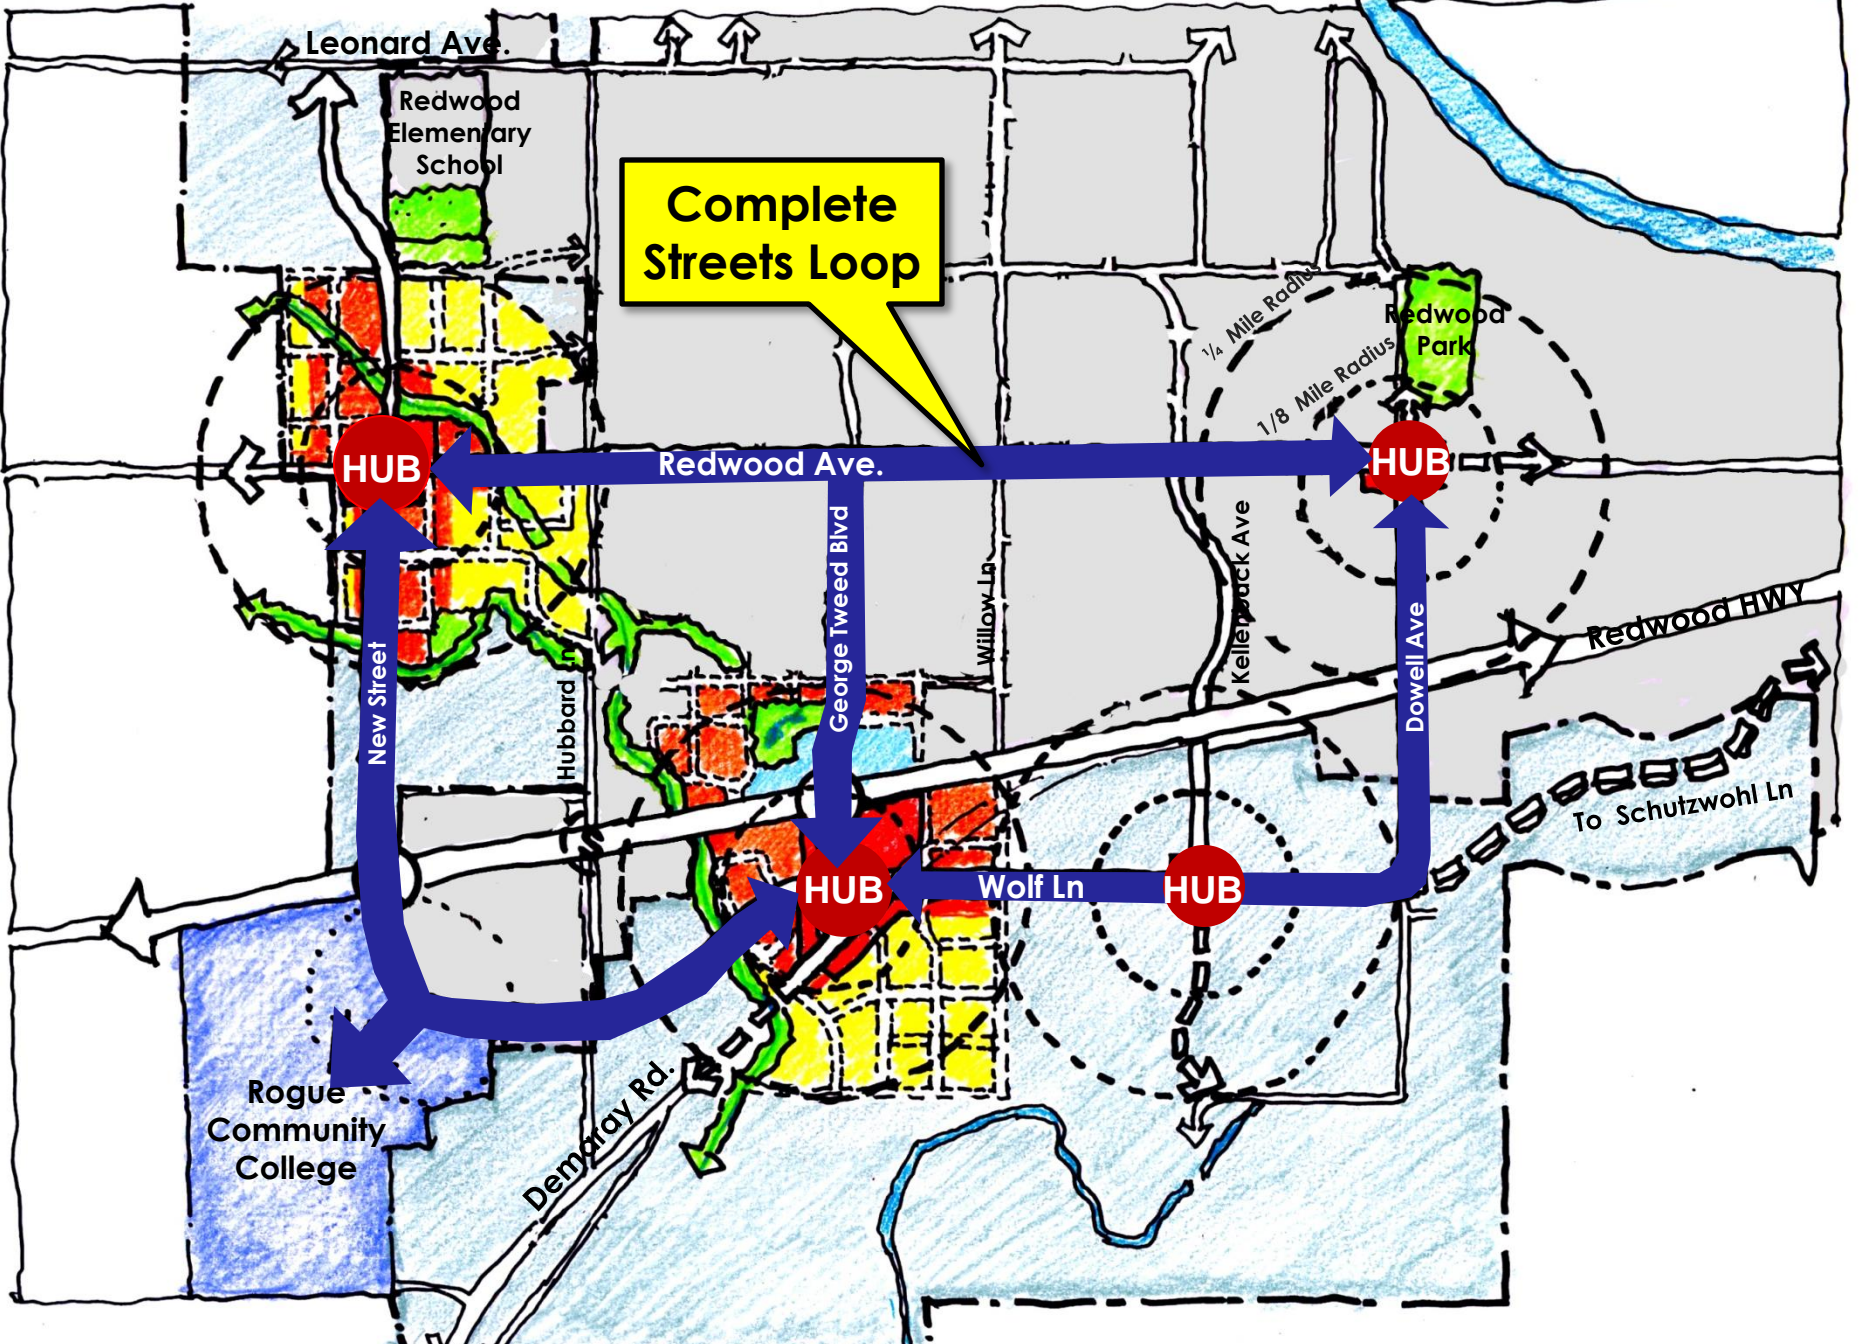 Leonard Ave.
Redwood
Elementary
School
Complete
Streets Loop
¼ Mile Radius
1/8 Mile Radius
Redwood
Park
HUB
Redwood Ave.
HUB
George Tweed Blvd
Willow Ln
Kellenback Ave
Dowell Ave
Redwood HWY
New Street
Hubbard Ln
To Schutzwohl Ln
HUB
Wolf Ln
HUB
Rogue
Community
College
Demaray Rd.